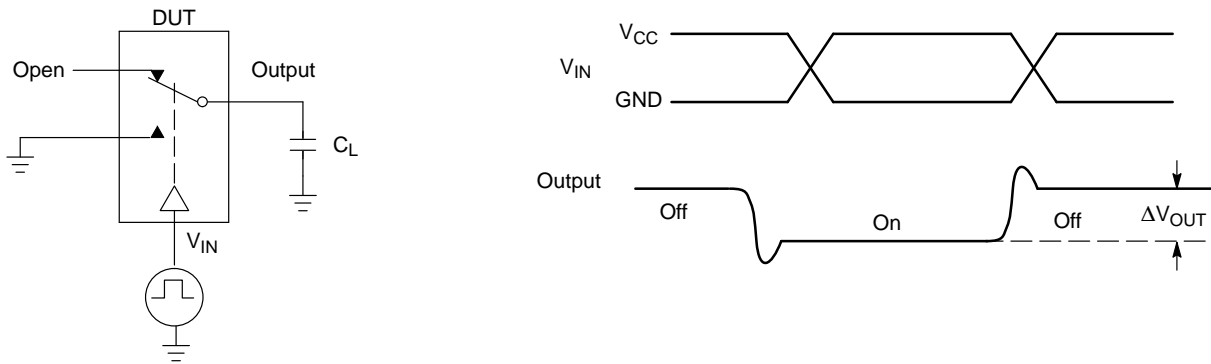 DUT
Open
Output
C_L
V_IN
V_CC
V_IN
GND
Output
Off
On
Off
ΔV_OUT